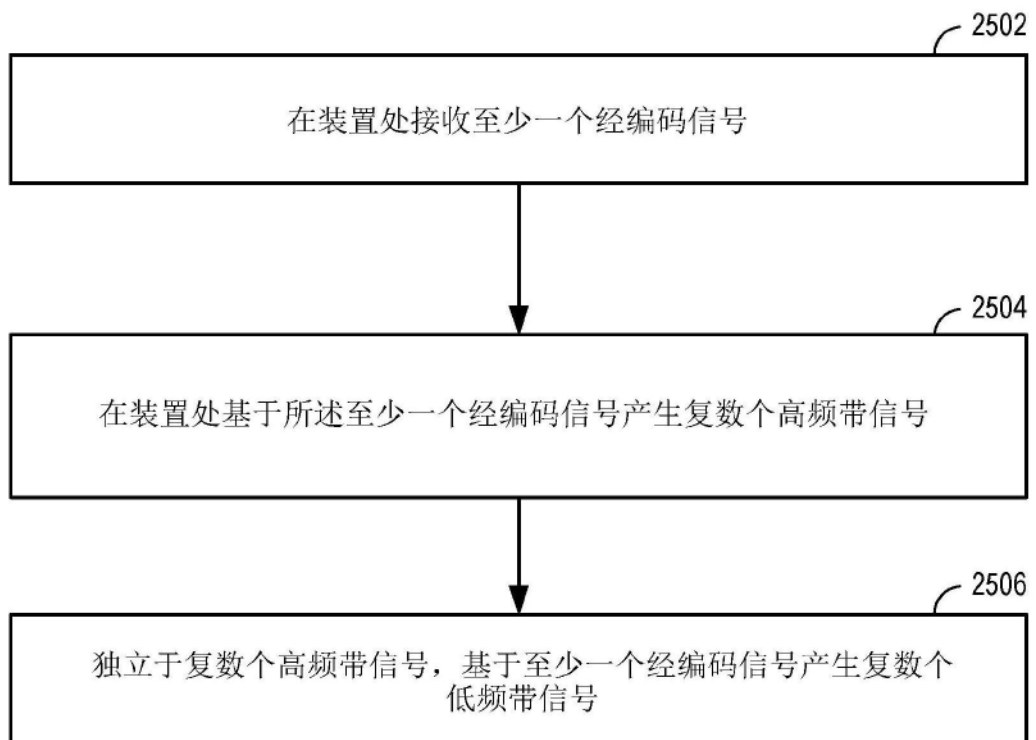 2502
在装置处接收至少一个经编码信号
2504
在装置处基于所述至少一个经编码信号产生复数个高频带信号
2506
独立于复数个高频带信号，基于至少一个经编码信号产生复数个
低频带信号